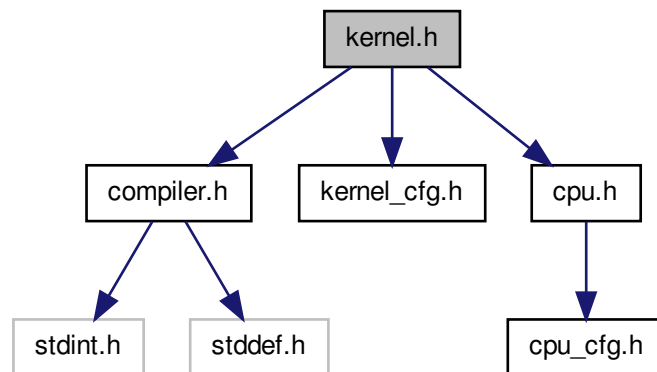 kernel.h
compiler.h
kernel_cfg.h
cpu.h
stdint.h
stddef.h
cpu_cfg.h